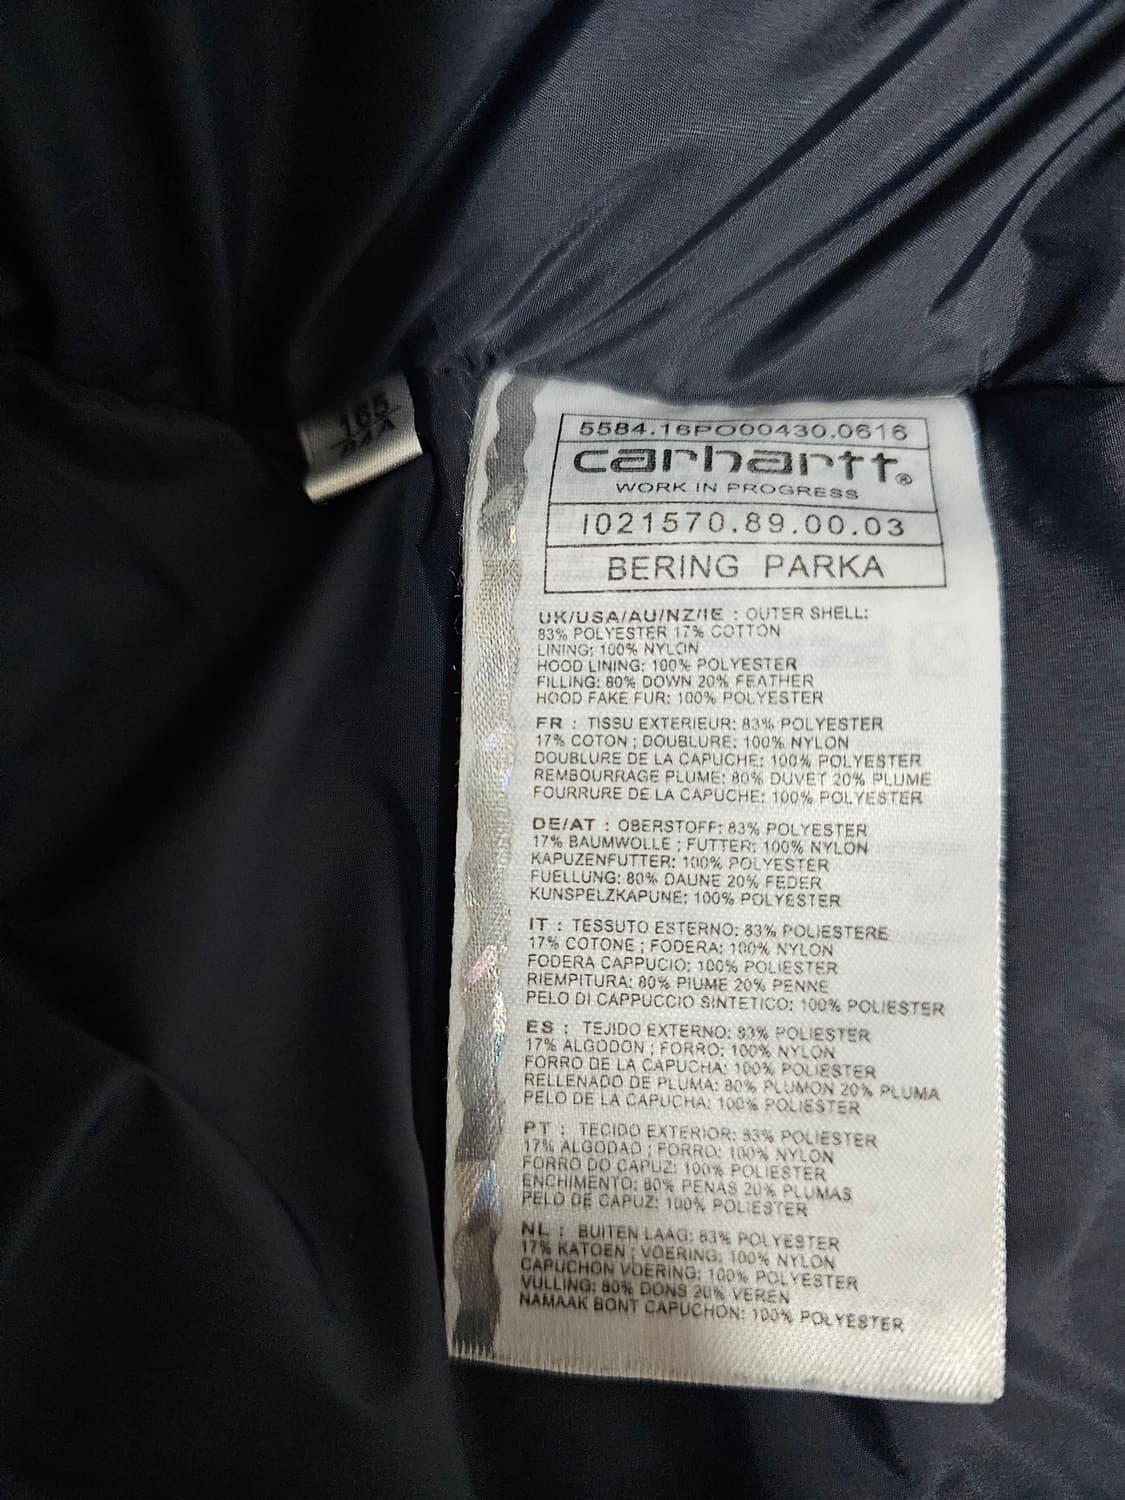 165
84A
5584.16PO00430.0616
carhartt®
WORK IN PROGRESS
I021570.89.00.03
BERING PARKA
UK/USA/AU/NZ/IE : OUTER SHELL:
83% POLYESTER 17% COTTON
LINING: 100% NYLON
HOOD LINING: 100% POLYESTER
FILLING: 80% DOWN 20% FEATHER
HOOD FAKE FUR: 100% POLYESTER
FR : TISSU EXTERIEUR: 83% POLYESTER
17% COTON ; DOUBLURE: 100% NYLON
DOUBLURE DE LA CAPUCHE: 100% POLYESTER
REMBOURRAGE PLUME: 80% DUVET 20% PLUME
FOURRURE DE LA CAPUCHE: 100% POLYESTER
DE/AT : OBERSTOFF: 83% POLYESTER
17% BAUMWOLLE ; FUTTER: 100% NYLON
KAPUZENFUTTER: 100% POLYESTER
FUELLUNG: 80% DAUNE 20% FEDER
KUNSPELZKAPUNE: 100% POLYESTER
IT : TESSUTO ESTERNO: 83% POLIESTERE
17% COTONE ; FODERA: 100% NYLON
FODERA CAPPUCIO: 100% POLIESTER
RIEMPITURA: 80% PIUME 20% PENNE
PELO DI CAPPUCCIO SINTETICO: 100% POLIESTER
ES : TEJIDO EXTERNO: 83% POLIESTER
17% ALGODON ; FORRO: 100% NYLON
FORRO DE LA CAPUCHA: 100% POLIESTER
RELLENADO DE PLUMA: 80% PLUMON 20% PLUMA
PELO DE LA CAPUCHA: 100% POLIESTER
PT : TECIDO EXTERIOR: 83% POLIESTER
17% ALGODAO ; FORRO: 100% NYLON
FORRO DO CAPUZ: 100% POLIESTER
ENCHIMENTO: 80% PENAS 20% PLUMAS
PELO DE CAPUZ: 100% POLIESTER
NL : BUITEN LAAG: 83% POLYESTER
17% KATOEN ; VOERING: 100% NYLON
CAPUCHON VOERING: 100% POLYESTER
VULLING: 80% DONS 20% VEREN
NAMAAK BONT CAPUCHON: 100% POLYESTER